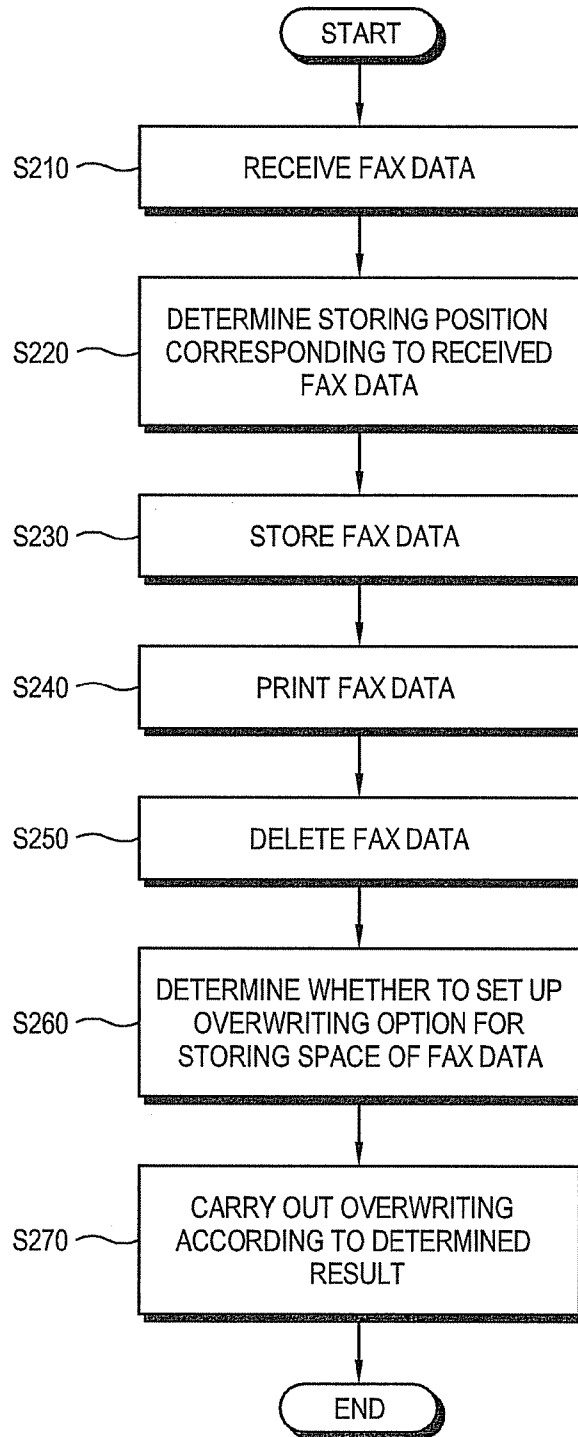 START
S210
RECEIVE FAX DATA
S220
DETERMINE STORING POSITION
CORRESPONDING TO RECEIVED
FAX DATA
S230
STORE FAX DATA
S240
PRINT FAX DATA
S250
DELETE FAX DATA
S260
DETERMINE WHETHER TO SET UP
OVERWRITING OPTION FOR
STORING SPACE OF FAX DATA
S270
CARRY OUT OVERWRITING
ACCORDING TO DETERMINED
RESULT
END